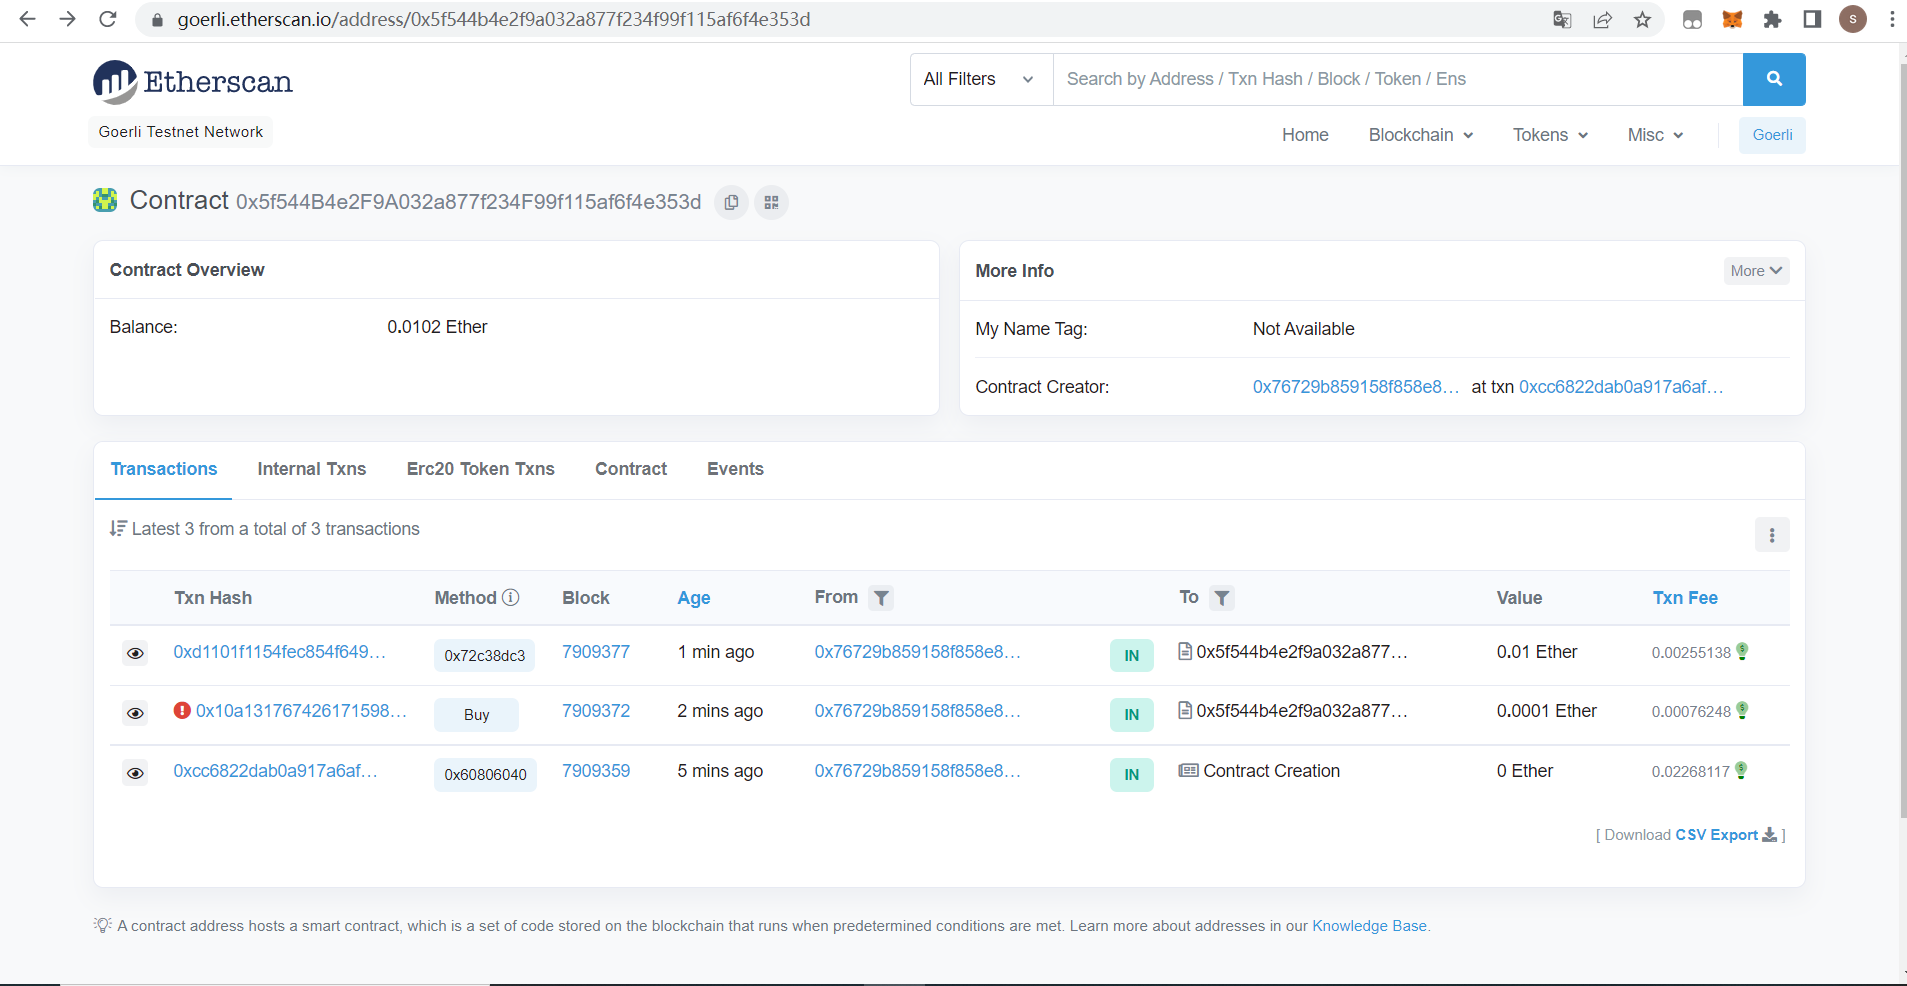 goerli.etherscan.io/address/0x5f544b4e2f9a032a877f234f99f115af6f4e353d
S
Etherscan
All Filters
Search by Address / Txn Hash / Block / Token / Ens
Goerli Testnet Network
Home Blockchain Tokens Misc Goerli
Contract 0x5f544B4e2F9A032a877f234F99f115af6f4e353d
Contract Overview
Balance: 0.0102 Ether
More Info More
My Name Tag: Not Available
Contract Creator: 0x76729b859158f858e8... at txn 0xcc6822dab0a917a6af...
Transactions Internal Txns Erc20 Token Txns Contract Events
Latest 3 from a total of 3 transactions
Txn Hash Method Block Age From To Value Txn Fee
0xd1101f1154fec854f649... 0x72c38dc3 7909377 1 min ago 0x76729b859158f858e8... IN 0x5f544b4e2f9a032a877... 0.01 Ether 0.00255138
0x10a131767426171598... Buy 7909372 2 mins ago 0x76729b859158f858e8... IN 0x5f544b4e2f9a032a877... 0.0001 Ether 0.00076248
0xcc6822dab0a917a6af... 0x60806040 7909359 5 mins ago 0x76729b859158f858e8... IN Contract Creation 0 Ether 0.02268117
[ Download CSV Export ]
A contract address hosts a smart contract, which is a set of code stored on the blockchain that runs when predetermined conditions are met. Learn more about addresses in our Knowledge Base.